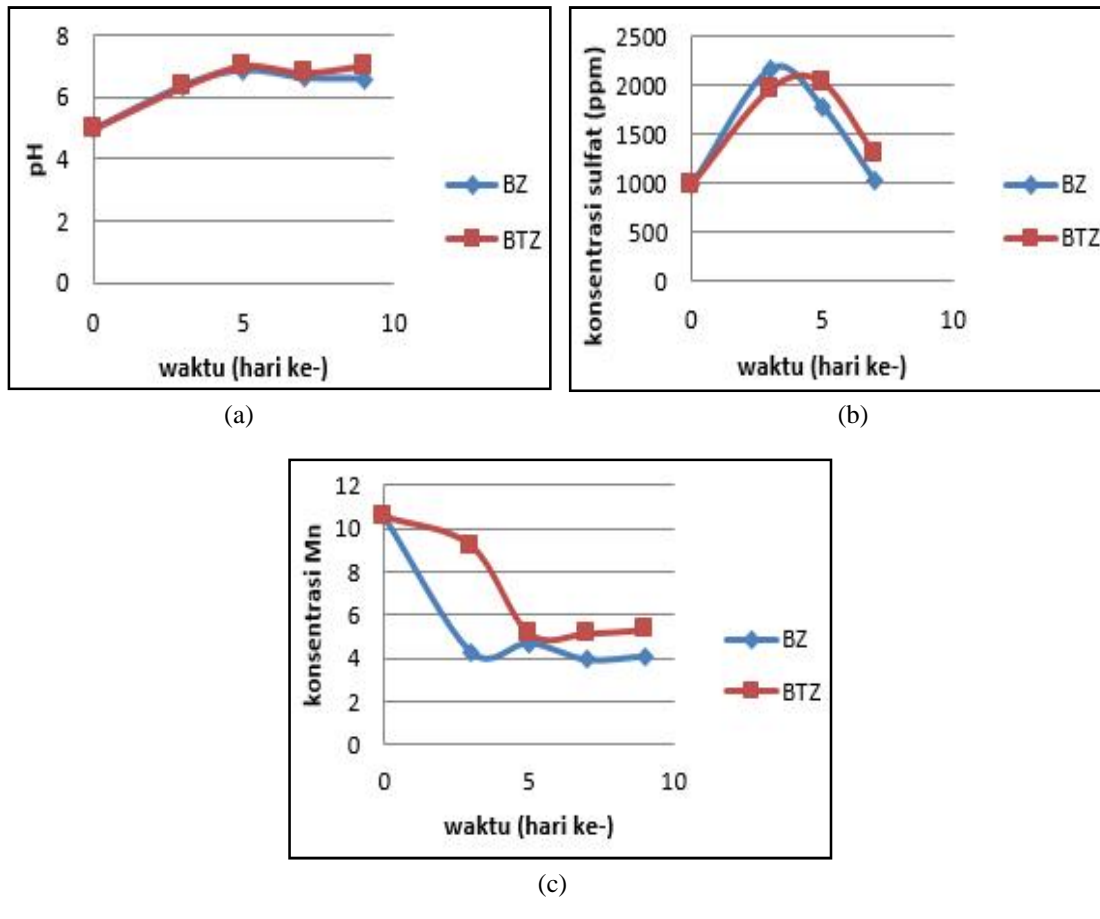 8
6
4
2
0
0
5
10
pH
waktu (hari ke-)
BZ
BTZ
(a)
2500
2000
1500
1000
500
0
0
5
10
konsentrasi sulfat (ppm)
waktu (hari ke-)
BZ
BTZ
(b)
12
10
8
6
4
2
0
0
5
10
konsentrasi Mn
waktu (hari ke-)
BZ
BTZ
(c)